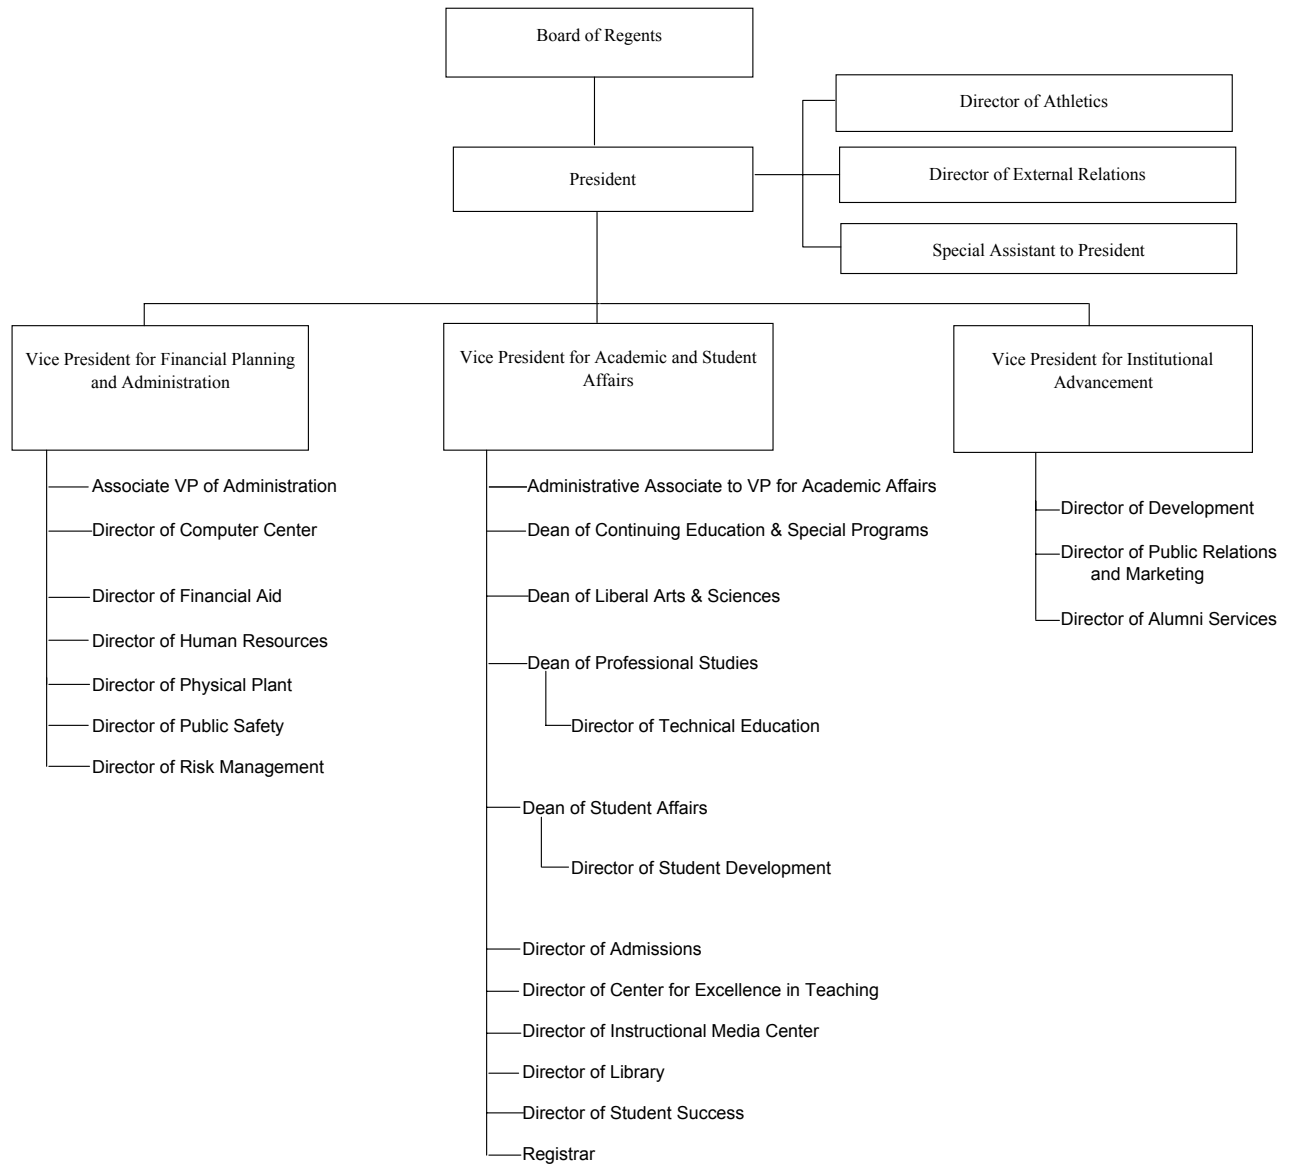 Board of Regents
Director of Athletics
President
Director of External Relations
Special Assistant to President
Vice President for Financial Planning
and Administration
Vice President for Academic and Student
Affairs
Vice President for Institutional
Advancement
Associate VP of Administration
Director of Computer Center
Director of Financial Aid
Director of Human Resources
Director of Physical Plant
Director of Public Safety
Director of Risk Management
Administrative Associate to VP for Academic Affairs
Dean of Continuing Education & Special Programs
Dean of Liberal Arts & Sciences
Dean of Professional Studies
Director of Technical Education
Dean of Student Affairs
Director of Student Development
Director of Admissions
Director of Center for Excellence in Teaching
Director of Instructional Media Center
Director of Library
Director of Student Success
Registrar
Director of Development
Director of Public Relations
and Marketing
Director of Alumni Services